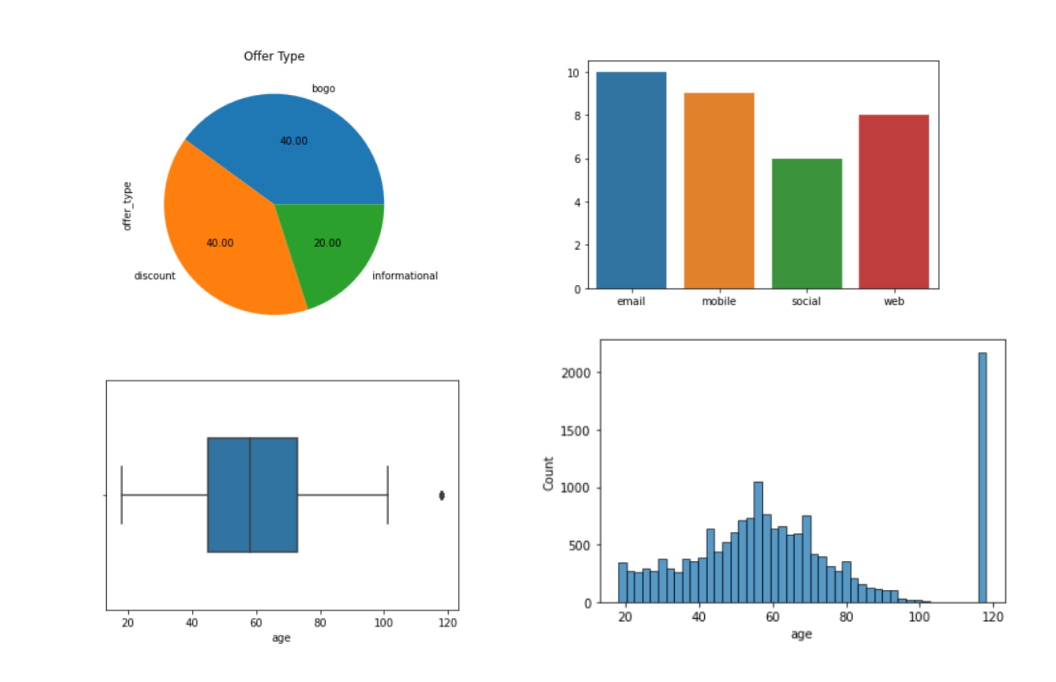 Offer Type
bogo
40.00
offer_type
40.00
20.00
discount
informational
10
8
6
4
2
0
email mobile social web
20 40 60 80 100 120
age
2000
1500
Count
1000
500
0
20 40 60 80 100 120
age